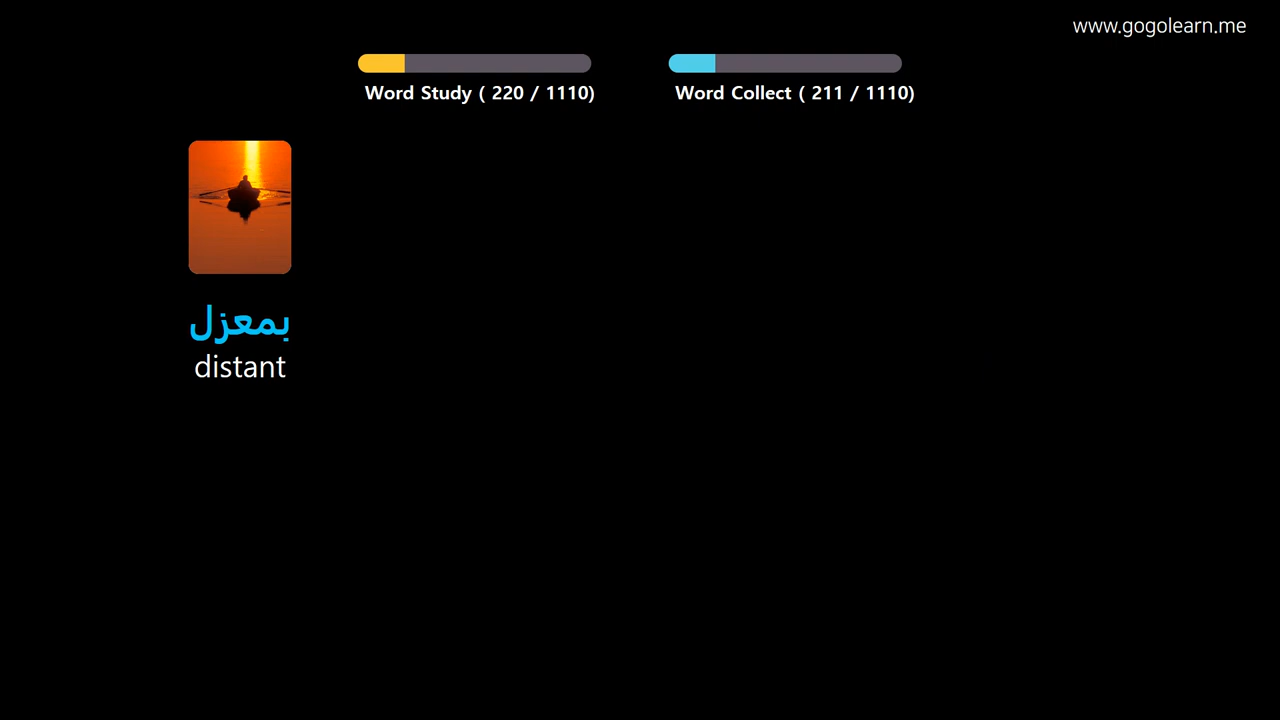 www.gogolearn.me
Word Study ( 220 / 1110)
Word Collect ( 211 / 1110)
بمعزل
distant